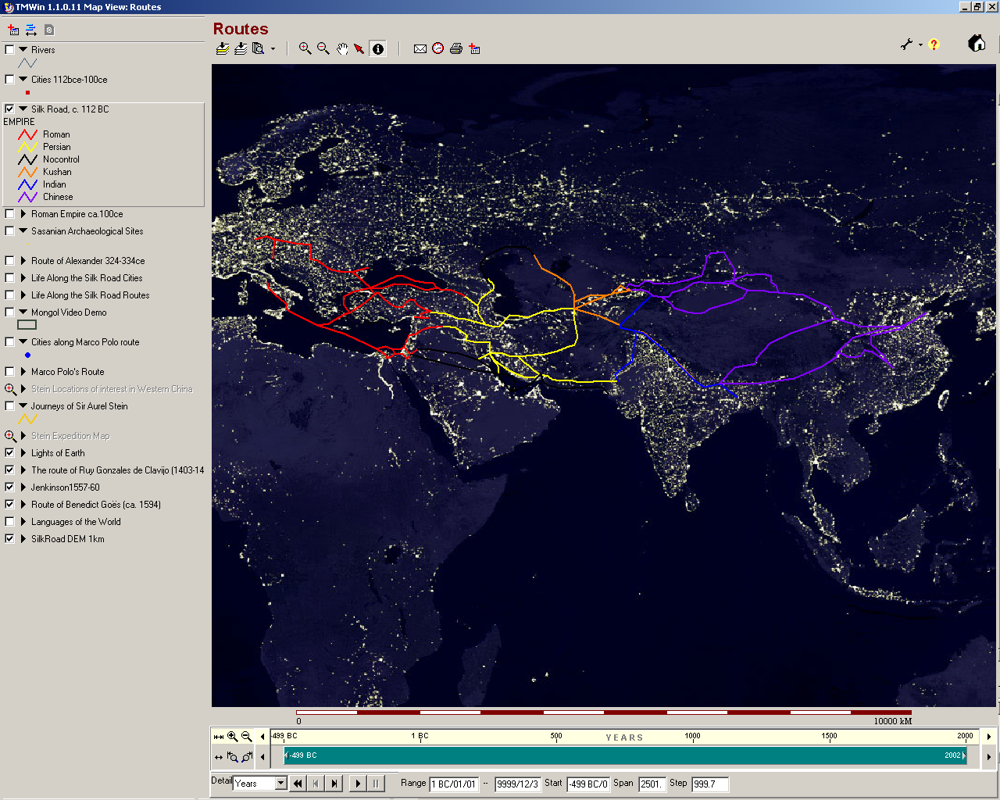 TMWin 1.1.0.11 Map View: Routes
Routes
Rivers
Cities 112bce-100ce
Silk Road, c. 112 BC
EMPIRE
Roman
Persian
Nocontrol
Kushan
Indian
Chinese
Roman Empire ca.100ce
Sasanian Archaeological Sites
Route of Alexander 324-334ce
Life Along the Silk Road Cities
Life Along the Silk Road Routes
Mongol Video Demo
Cities along Marco Polo route
Marco Polo's Route
Stein Locations of interest in Western China
Journeys of Sir Aurel Stein
Stein Expedition Map
Lights of Earth
The route of Ruy Gonzales de Clavijo (1403-14
Jenkinson1557-60
Route of Benedict Goës (ca. 1594)
Languages of the World
SilkRoad DEM 1km
0 10000 kM
-499 BC 1 BC 500 YEARS 1000 1500 2000
-499 BC 2002
Detail Years Range 1 BC/01/01 -- 9999/12/3 Start -499 BC/0 Span 2501. Step 999.7